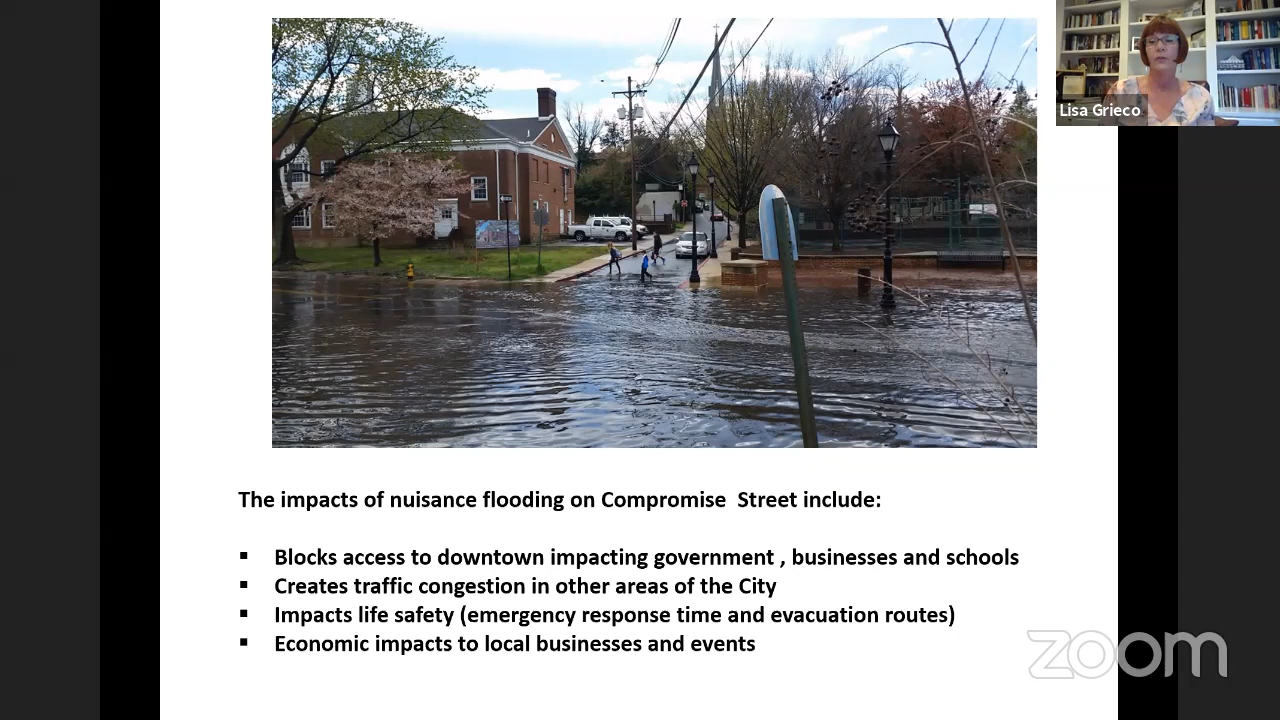 Lisa Grieco
The impacts of nuisance flooding on Compromise  Street include:
▪ Blocks access to downtown impacting government , businesses and schools
▪ Creates traffic congestion in other areas of the City
▪ Impacts life safety (emergency response time and evacuation routes)
▪ Economic impacts to local businesses and events
zoom